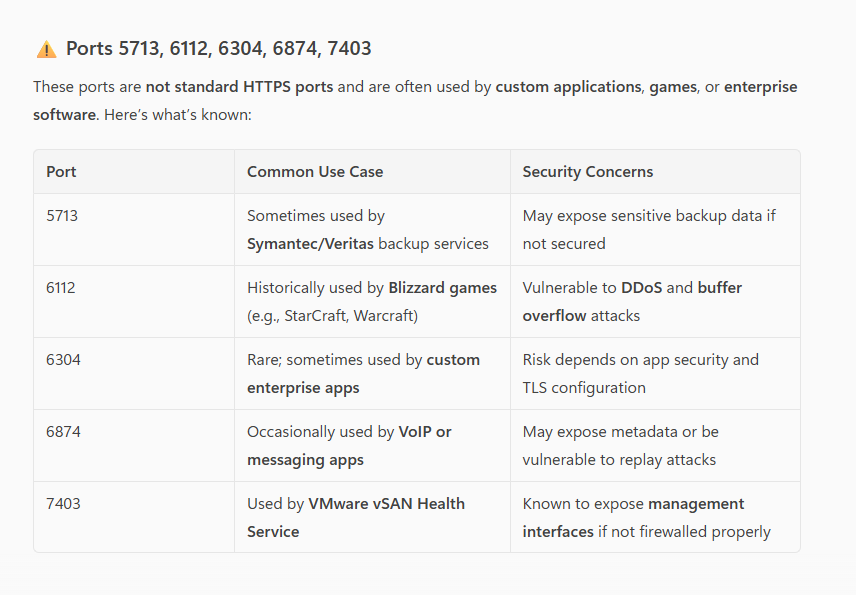 ⚠️ Ports 5713, 6112, 6304, 6874, 7403
These ports are not standard HTTPS ports and are often used by custom applications, games, or enterprise
software. Here’s what’s known:
Port Common Use Case Security Concerns
5713
Sometimes used by
Symantec/Veritas backup services
May expose sensitive backup data if
not secured
6112
Historically used by Blizzard games
(e.g., StarCraft, Warcraft)
Vulnerable to DDoS and buffer
overflow attacks
6304
Rare; sometimes used by custom
enterprise apps
Risk depends on app security and
TLS configuration
6874
Occasionally used by VoIP or
messaging apps
May expose metadata or be
vulnerable to replay attacks
7403
Used by VMware vSAN Health
Service
Known to expose management
interfaces if not firewalled properly